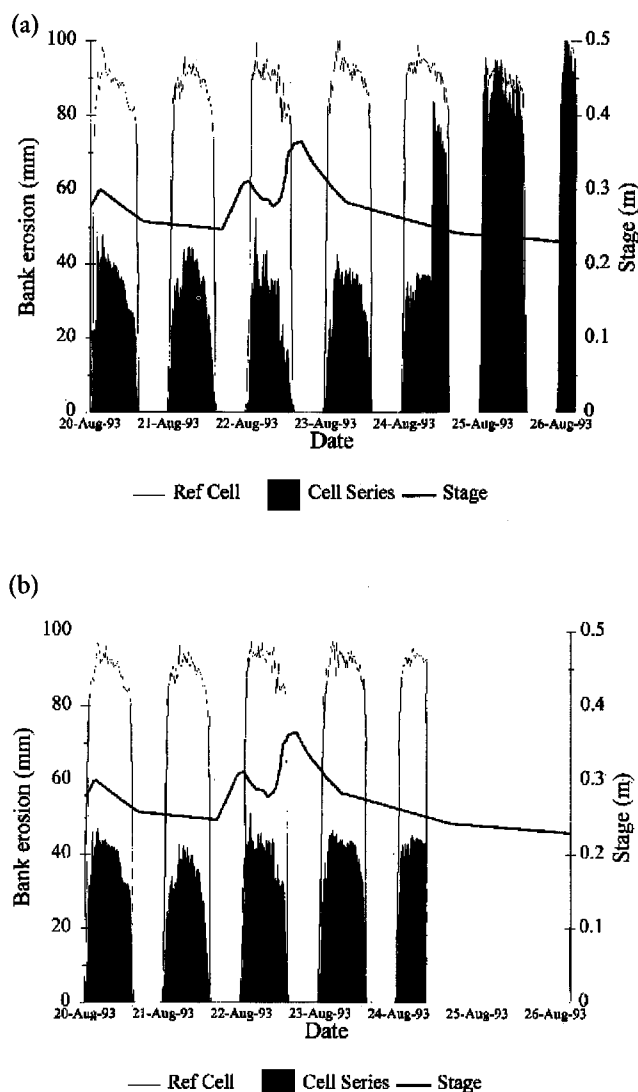 (a)
100
80
60
40
20
0
Bank erosion (mm)
0.5
0.4
0.3
0.2
0.1
0
Stage (m)
20-Aug-93 21-Aug-93 22-Aug-93 23-Aug-93 24-Aug-93 25-Aug-93 26-Aug-93
Date
Ref Cell Cell Series Stage
(b)
100
80
60
40
20
0
Bank erosion (mm)
0.5
0.4
0.3
0.2
0.1
0
Stage (m)
20-Aug-93 21-Aug-93 22-Aug-93 23-Aug-93 24-Aug-93 25-Aug-93 26-Aug-93
Date
Ref Cell Cell Series Stage